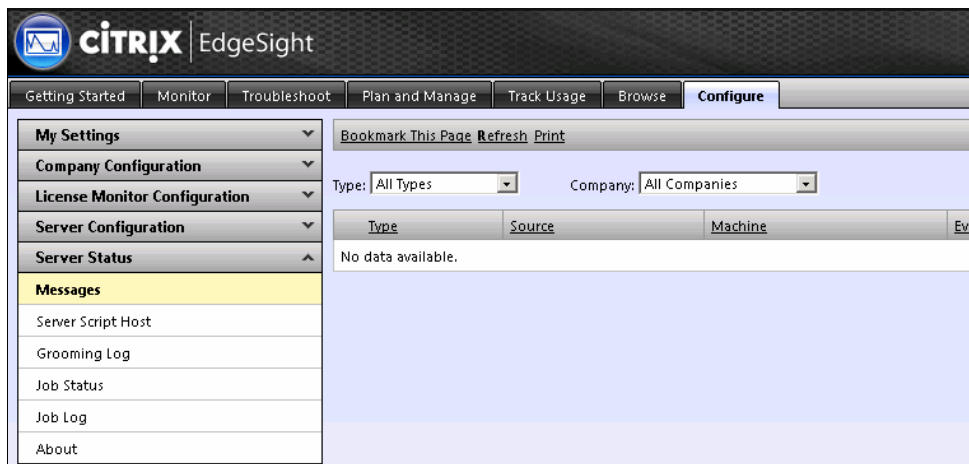 CITRIX EdgeSight
Getting Started Monitor Troubleshoot Plan and Manage Track Usage Browse Configure
My Settings
Company Configuration
License Monitor Configuration
Server Configuration
Server Status
Messages
Server Script Host
Grooming Log
Job Status
Job Log
About
Bookmark This Page Refresh Print
Type: All Types Company: All Companies
Type Source Machine Ev
No data available.